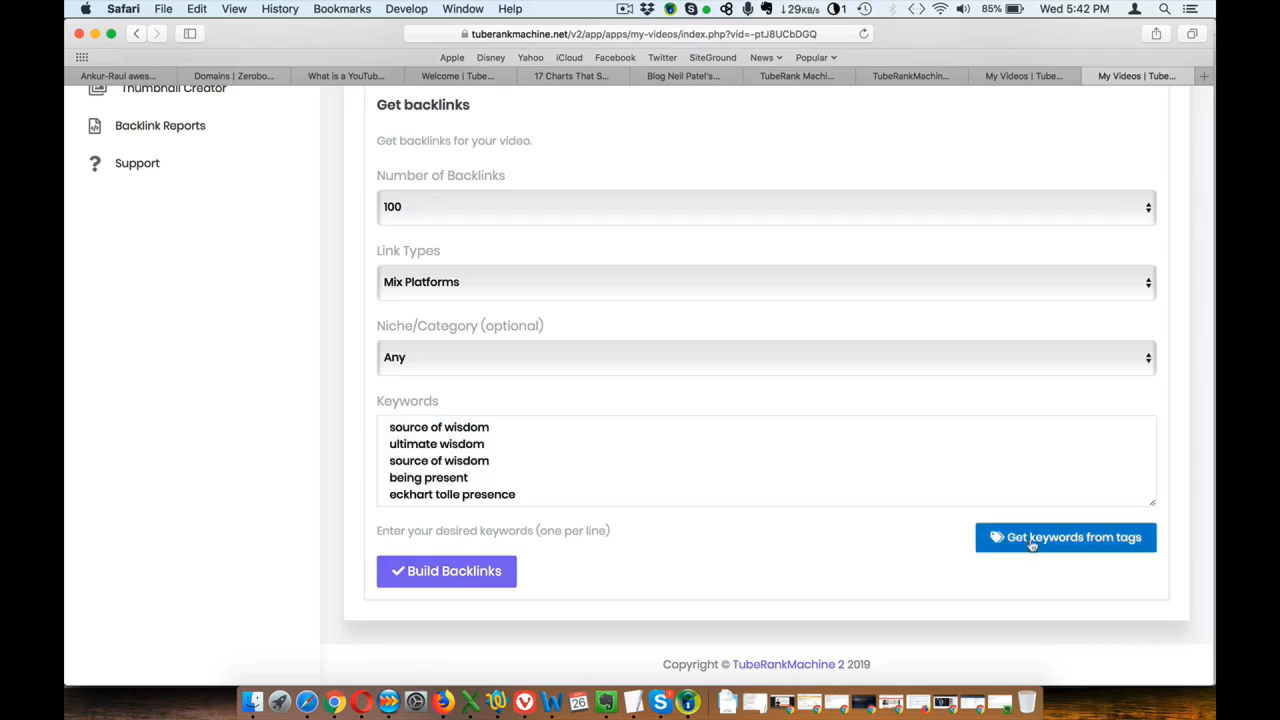 Safari File Edit View History Bookmarks Develop Window Help 29KB/s 1 85% Wed 5:42 PM
tuberankmachine.net/v2/app/apps/my-videos/index.php?vid=-ptJ8UCbDGQ
Apple Disney Yahoo iCloud Facebook Twitter SiteGround News Popular
Ankur-Raul awes... Domains | Zerobo... What is a YouTub... Welcome | Tube... 17 Charts That S... Blog Neil Patel's... TubeRank Machi... TubeRankMachin... My Videos | Tube... My Videos | Tube...
Thumbnail Creator
Backlink Reports
Support
Get backlinks
Get backlinks for your video.
Number of Backlinks
100
Link Types
Mix Platforms
Niche/Category (optional)
Any
Keywords
source of wisdom
ultimate wisdom
source of wisdom
being present
eckhart tolle presence
Enter your desired keywords (one per line)
Get keywords from tags
Build Backlinks
Copyright © TubeRankMachine 2 2019
26